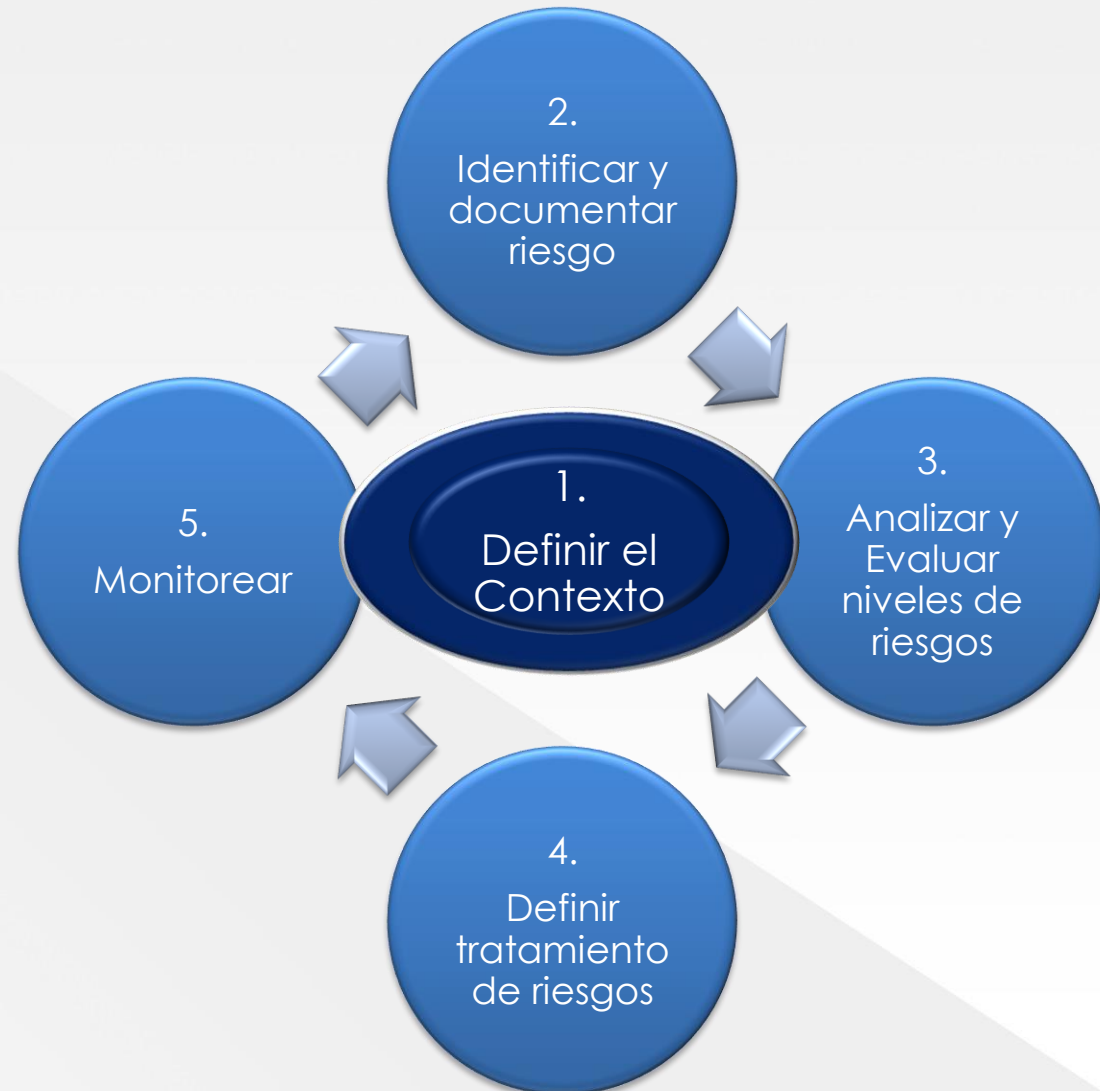 1.
Definir el
Contexto
2.
Identificar y
documentar
riesgo
3.
Analizar y
Evaluar
niveles de
riesgos
4.
Definir
tratamiento
de riesgos
5.
Monitorear